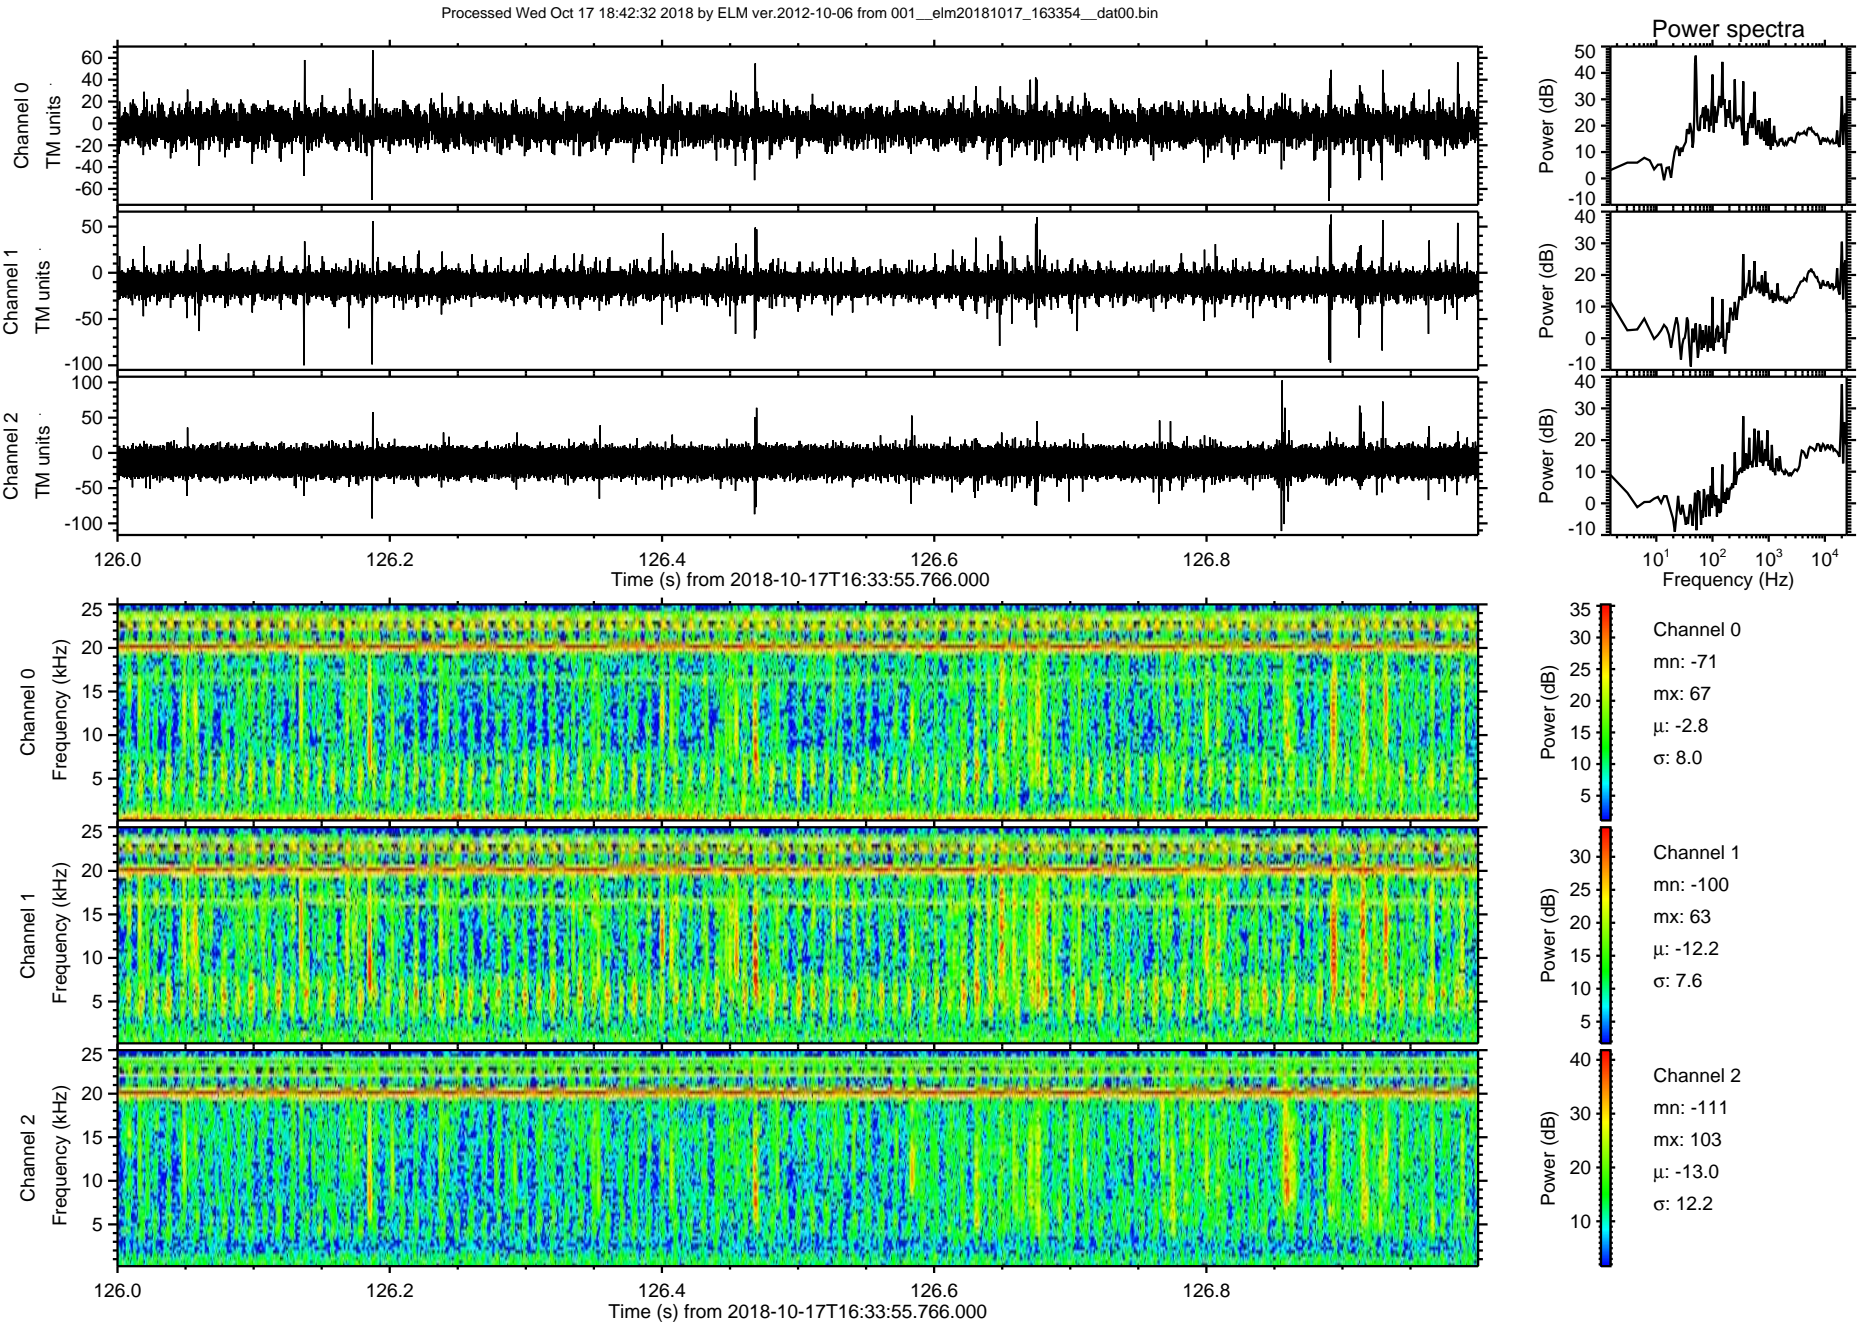 Processed Wed Oct 17 18:42:32 2018 by ELM ver.2012-10-06 from 001__elm20181017_163354__dat00.bin
Power spectra
Channel 0
TM units
60
40
20
0
-20
-40
-60
Power (dB)
50
40
30
20
10
0
-10
Channel 1
TM units
50
0
-50
-100
Power (dB)
40
30
20
10
0
-10
Channel 2
TM units
100
50
0
-50
-100
Power (dB)
40
30
20
10
0
-10
126.0 126.2 126.4 126.6 126.8
Time (s) from 2018-10-17T16:33:55.766.000
10¹ 10² 10³ 10⁴
Frequency (Hz)
Channel 0
Frequency (kHz)
25
20
15
10
5
Power (dB)
35
30
25
20
15
10
5
Channel 0
mn: -71
mx: 67
μ: -2.8
σ: 8.0
Channel 1
Frequency (kHz)
25
20
15
10
5
Power (dB)
30
25
20
15
10
5
Channel 1
mn: -100
mx: 63
μ: -12.2
σ: 7.6
Channel 2
Frequency (kHz)
25
20
15
10
5
Power (dB)
40
30
20
10
Channel 2
mn: -111
mx: 103
μ: -13.0
σ: 12.2
126.0 126.2 126.4 126.6 126.8
Time (s) from 2018-10-17T16:33:55.766.000